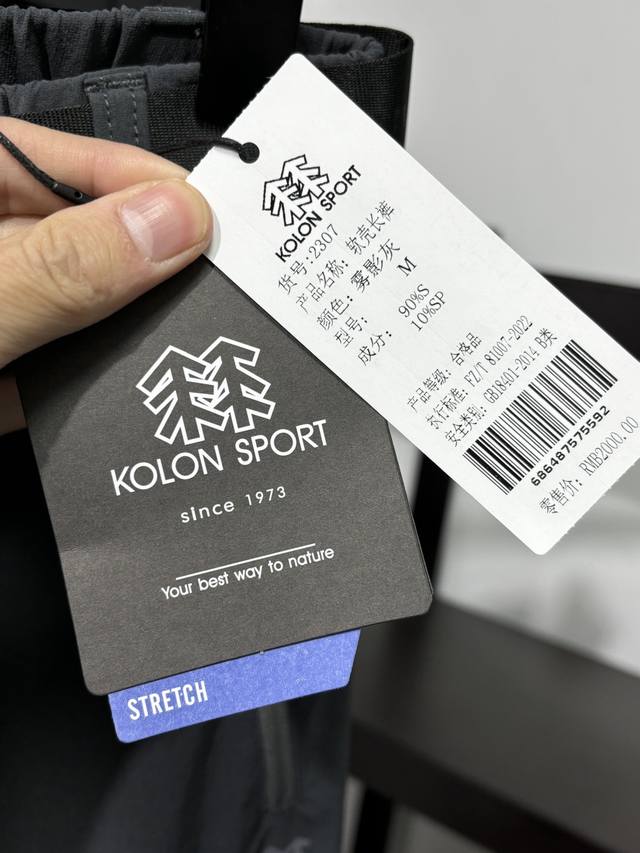 KOLON SPORT
货号:2307
产品名称: 软壳长裤
颜色: 雾影灰
型号: M
成分: 90%S
10%SP
产品等级: 合格品
执行标准: FZ/T 81007-2022
安全类别: GB18401-2014 B类
686487575592
零售价: RMB2000.00
KOLON SPORT
since 1973
Your best way to nature
STRETCH